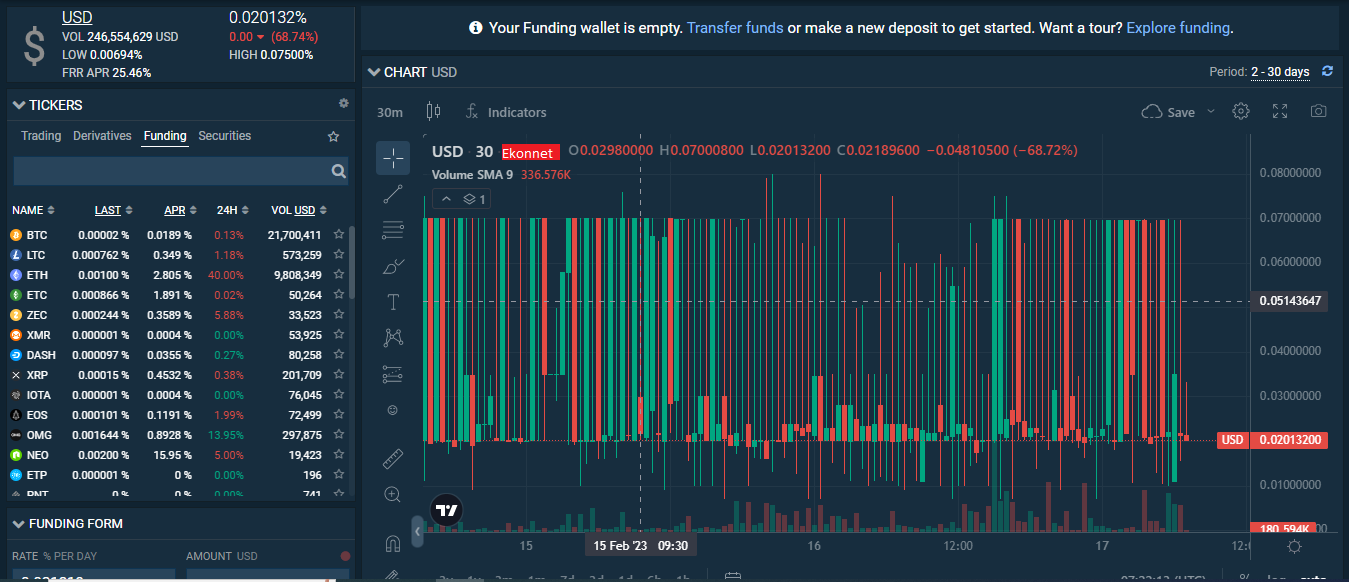 USD
0.020132%
VOL 246,554,629 USD
0.00 (68.74%)
LOW 0.00694%
HIGH 0.07500%
FRR APR 25.46%
Your Funding wallet is empty. Transfer funds or make a new deposit to get started. Want a tour? Explore funding.
TICKERS
Trading Derivatives Funding Securities
NAME LAST APR 24H VOL USD
BTC 0.00002 % 0.0189 % 0.13% 21,700,411
LTC 0.000762 % 0.349 % 1.18% 573,259
ETH 0.00100 % 2.805 % 40.00% 9,808,349
ETC 0.000866 % 1.891 % 0.02% 50,264
ZEC 0.000244 % 0.3589 % 5.88% 33,523
XMR 0.000001 % 0.0004 % 0.00% 53,925
DASH 0.000097 % 0.0355 % 0.27% 80,258
XRP 0.00015 % 0.4532 % 0.38% 201,709
IOTA 0.000001 % 0.0004 % 0.00% 76,045
EOS 0.000101 % 0.1191 % 1.99% 72,499
OMG 0.001644 % 0.8928 % 13.95% 297,875
NEO 0.00200 % 15.95 % 5.00% 19,423
ETP 0.000001 % 0 % 0.00% 196
RNT 0 % 0 % 0.00% 741
FUNDING FORM
RATE % PER DAY
AMOUNT USD
CHART USD
Period: 2 - 30 days
30m
Indicators
Save
USD 30 Ekonnet O0.02980000 H0.07000800 L0.02013200 C0.02189600 −0.04810500 (−68.72%)
Volume SMA 9 336.576K
1
0.08000000
0.07000000
0.06000000
0.05143647
0.04000000
0.03000000
USD 0.02013200
0.01000000
180.594K
15
15 Feb '23 09:30
16
12:00
17